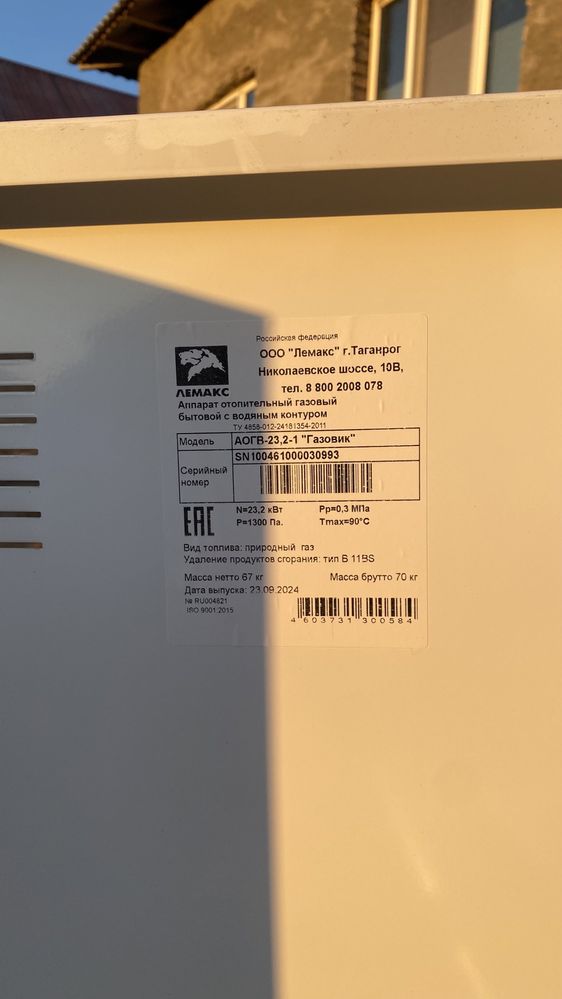 Российская федерация
ООО "Лемакс" г.Таганрог
Николаевское шоссе, 10В,
тел. 8 800 2008 078
ЛЕМАКС
Аппарат отопительный газовый
бытовой с водяным контуром
ТУ 4858-012-24181354-2011
Модель АОГВ-23,2-1 "Газовик"
Серийный номер SN100461000030993
EAC
N=23,2 кВт Pp=0,3 МПа
P=1300 Па. Tmax=90°C
Вид топлива: природный газ
Удаление продуктов сгорания: тип В 11BS
Масса нетто 67 кг Масса брутто 70 кг
Дата выпуска: 23.09.2024
№ RU004821
ISO 9001:2015
4 603731 300584